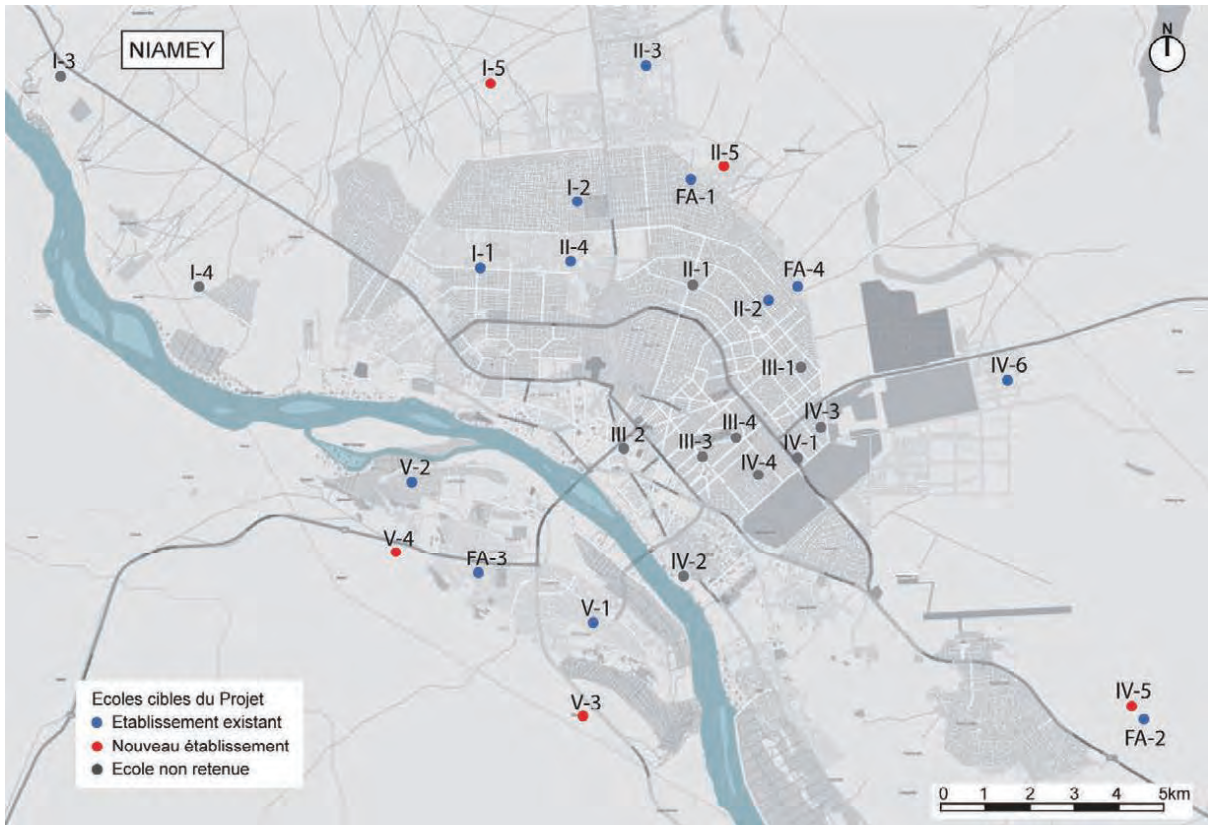 NIAMEY
N
I-3
I-5
II-3
II-5
I-2
FA-1
I-1
II-4
II-1
FA-4
I-4
II-2
III-1
IV-6
III-2
III-3
III-4
IV-3
IV-1
IV-4
V-2
V-4
FA-3
IV-2
V-1
V-3
IV-5
FA-2
Ecoles cibles du Projet
Etablissement existant
Nouveau établissement
Ecole non retenue
0 1 2 3 4 5km